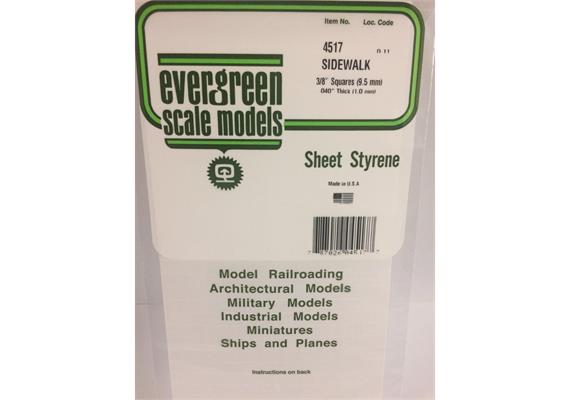 Item No. Loc. Code
4517
SIDEWALK
3/8" Squares (9.5 mm)
.040" Thick (1.0 mm)
evergreen
scale models
Sheet Styrene
Made in U.S.A
Model Railroading
Architectural Models
Military Models
Industrial Models
Miniatures
Ships and Planes
Instructions on back